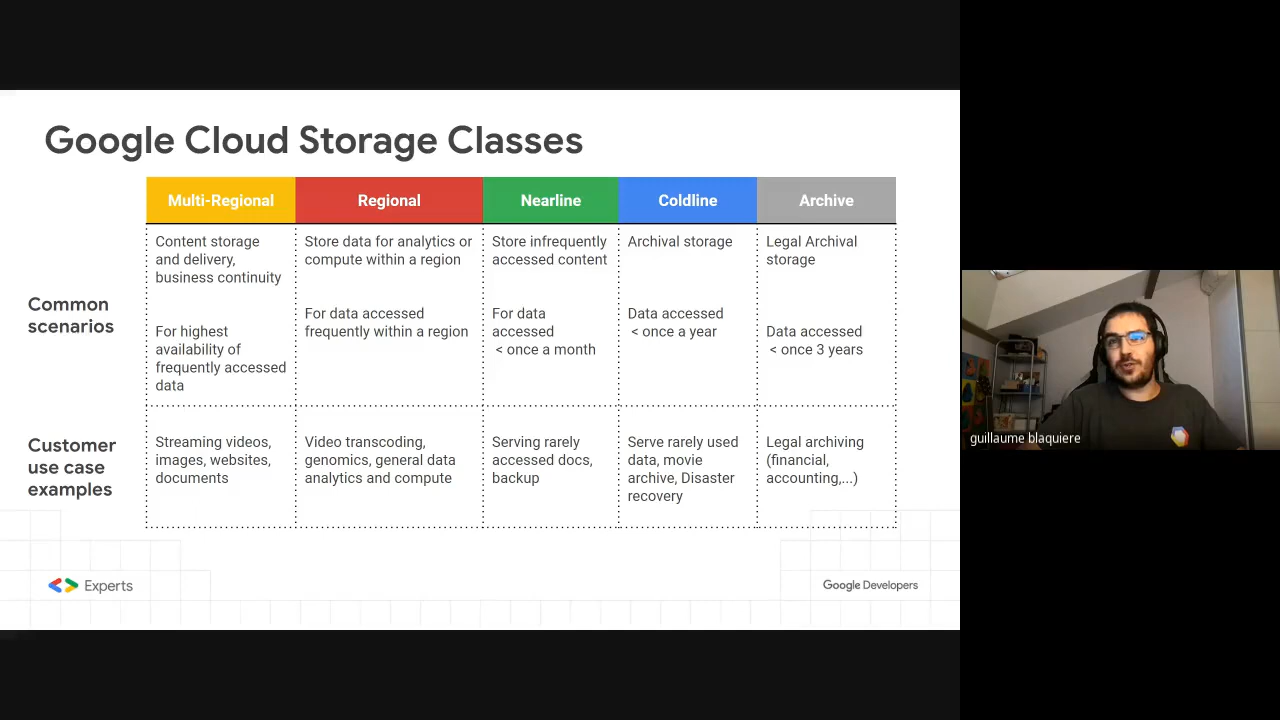 Google Cloud Storage Classes
Multi-Regional
Regional
Nearline
Coldline
Archive
Common
scenarios
Content storage
and delivery,
business continuity
For highest
availability of
frequently accessed
data
Store data for analytics or
compute within a region
For data accessed
frequently within a region
Store infrequently
accessed content
For data
accessed
< once a month
Archival storage
Data accessed
< once a year
Legal Archival
storage
Data accessed
< once 3 years
Customer
use case
examples
Streaming videos,
images, websites,
documents
Video transcoding,
genomics, general data
analytics and compute
Serving rarely
accessed docs,
backup
Serve rarely used
data, movie
archive, Disaster
recovery
Legal archiving
(financial,
accounting,...)
Experts
Google Developers
guillaume blaquiere